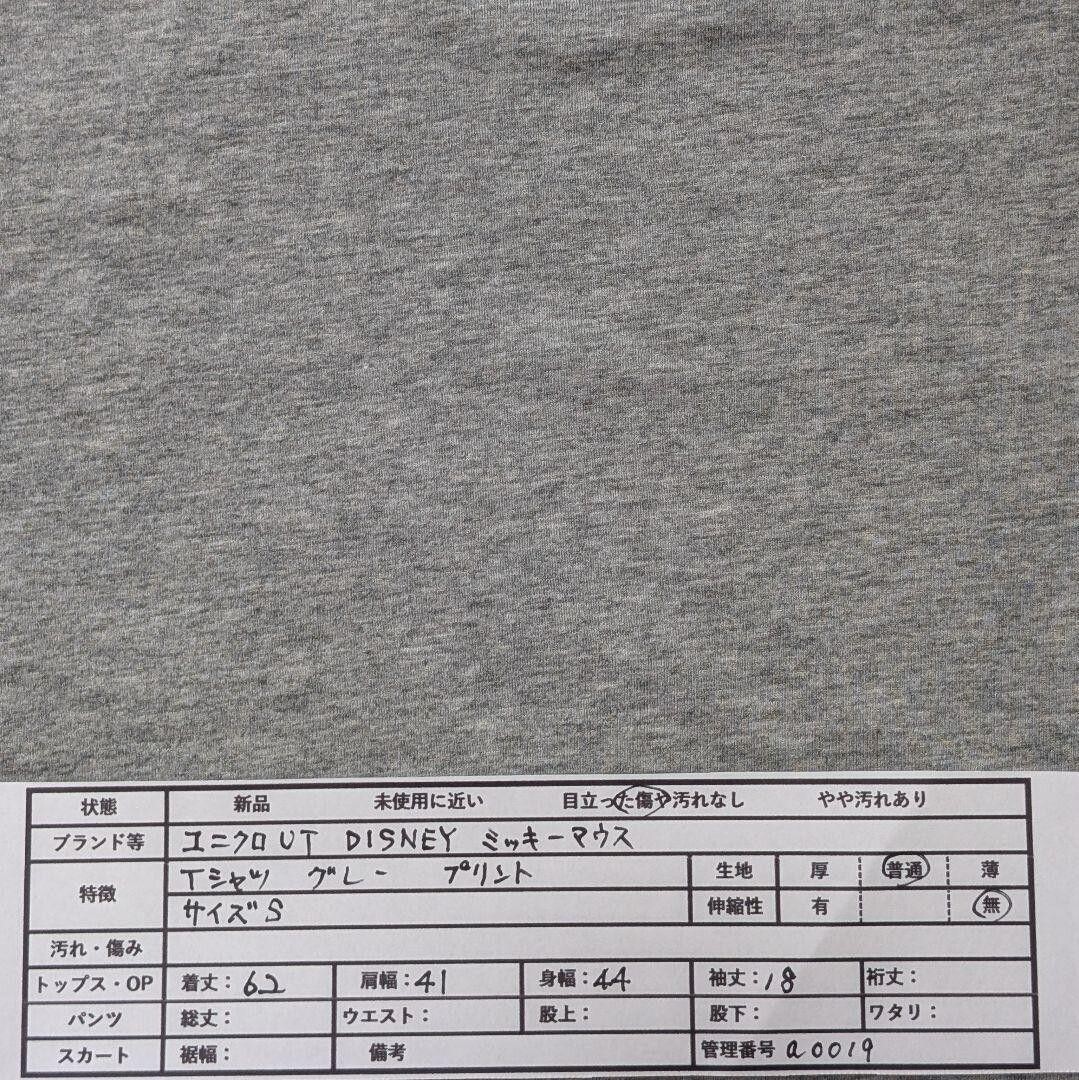 状態 新品 未使用に近い 目立った傷や汚れなし やや汚れあり
ブランド等 ユニクロUT DISNEY ミッキーマウス
特徴 Tシャツ グレー プリント 生地 厚 普通 薄
サイズS 伸縮性 有 無
汚れ・傷み
トップス・OP 着丈：62 肩幅：41 身幅：44 袖丈：18 裄丈：
パンツ 総丈： ウエスト： 股上： 股下： ワタリ：
スカート 裾幅： 備考 管理番号 a0019